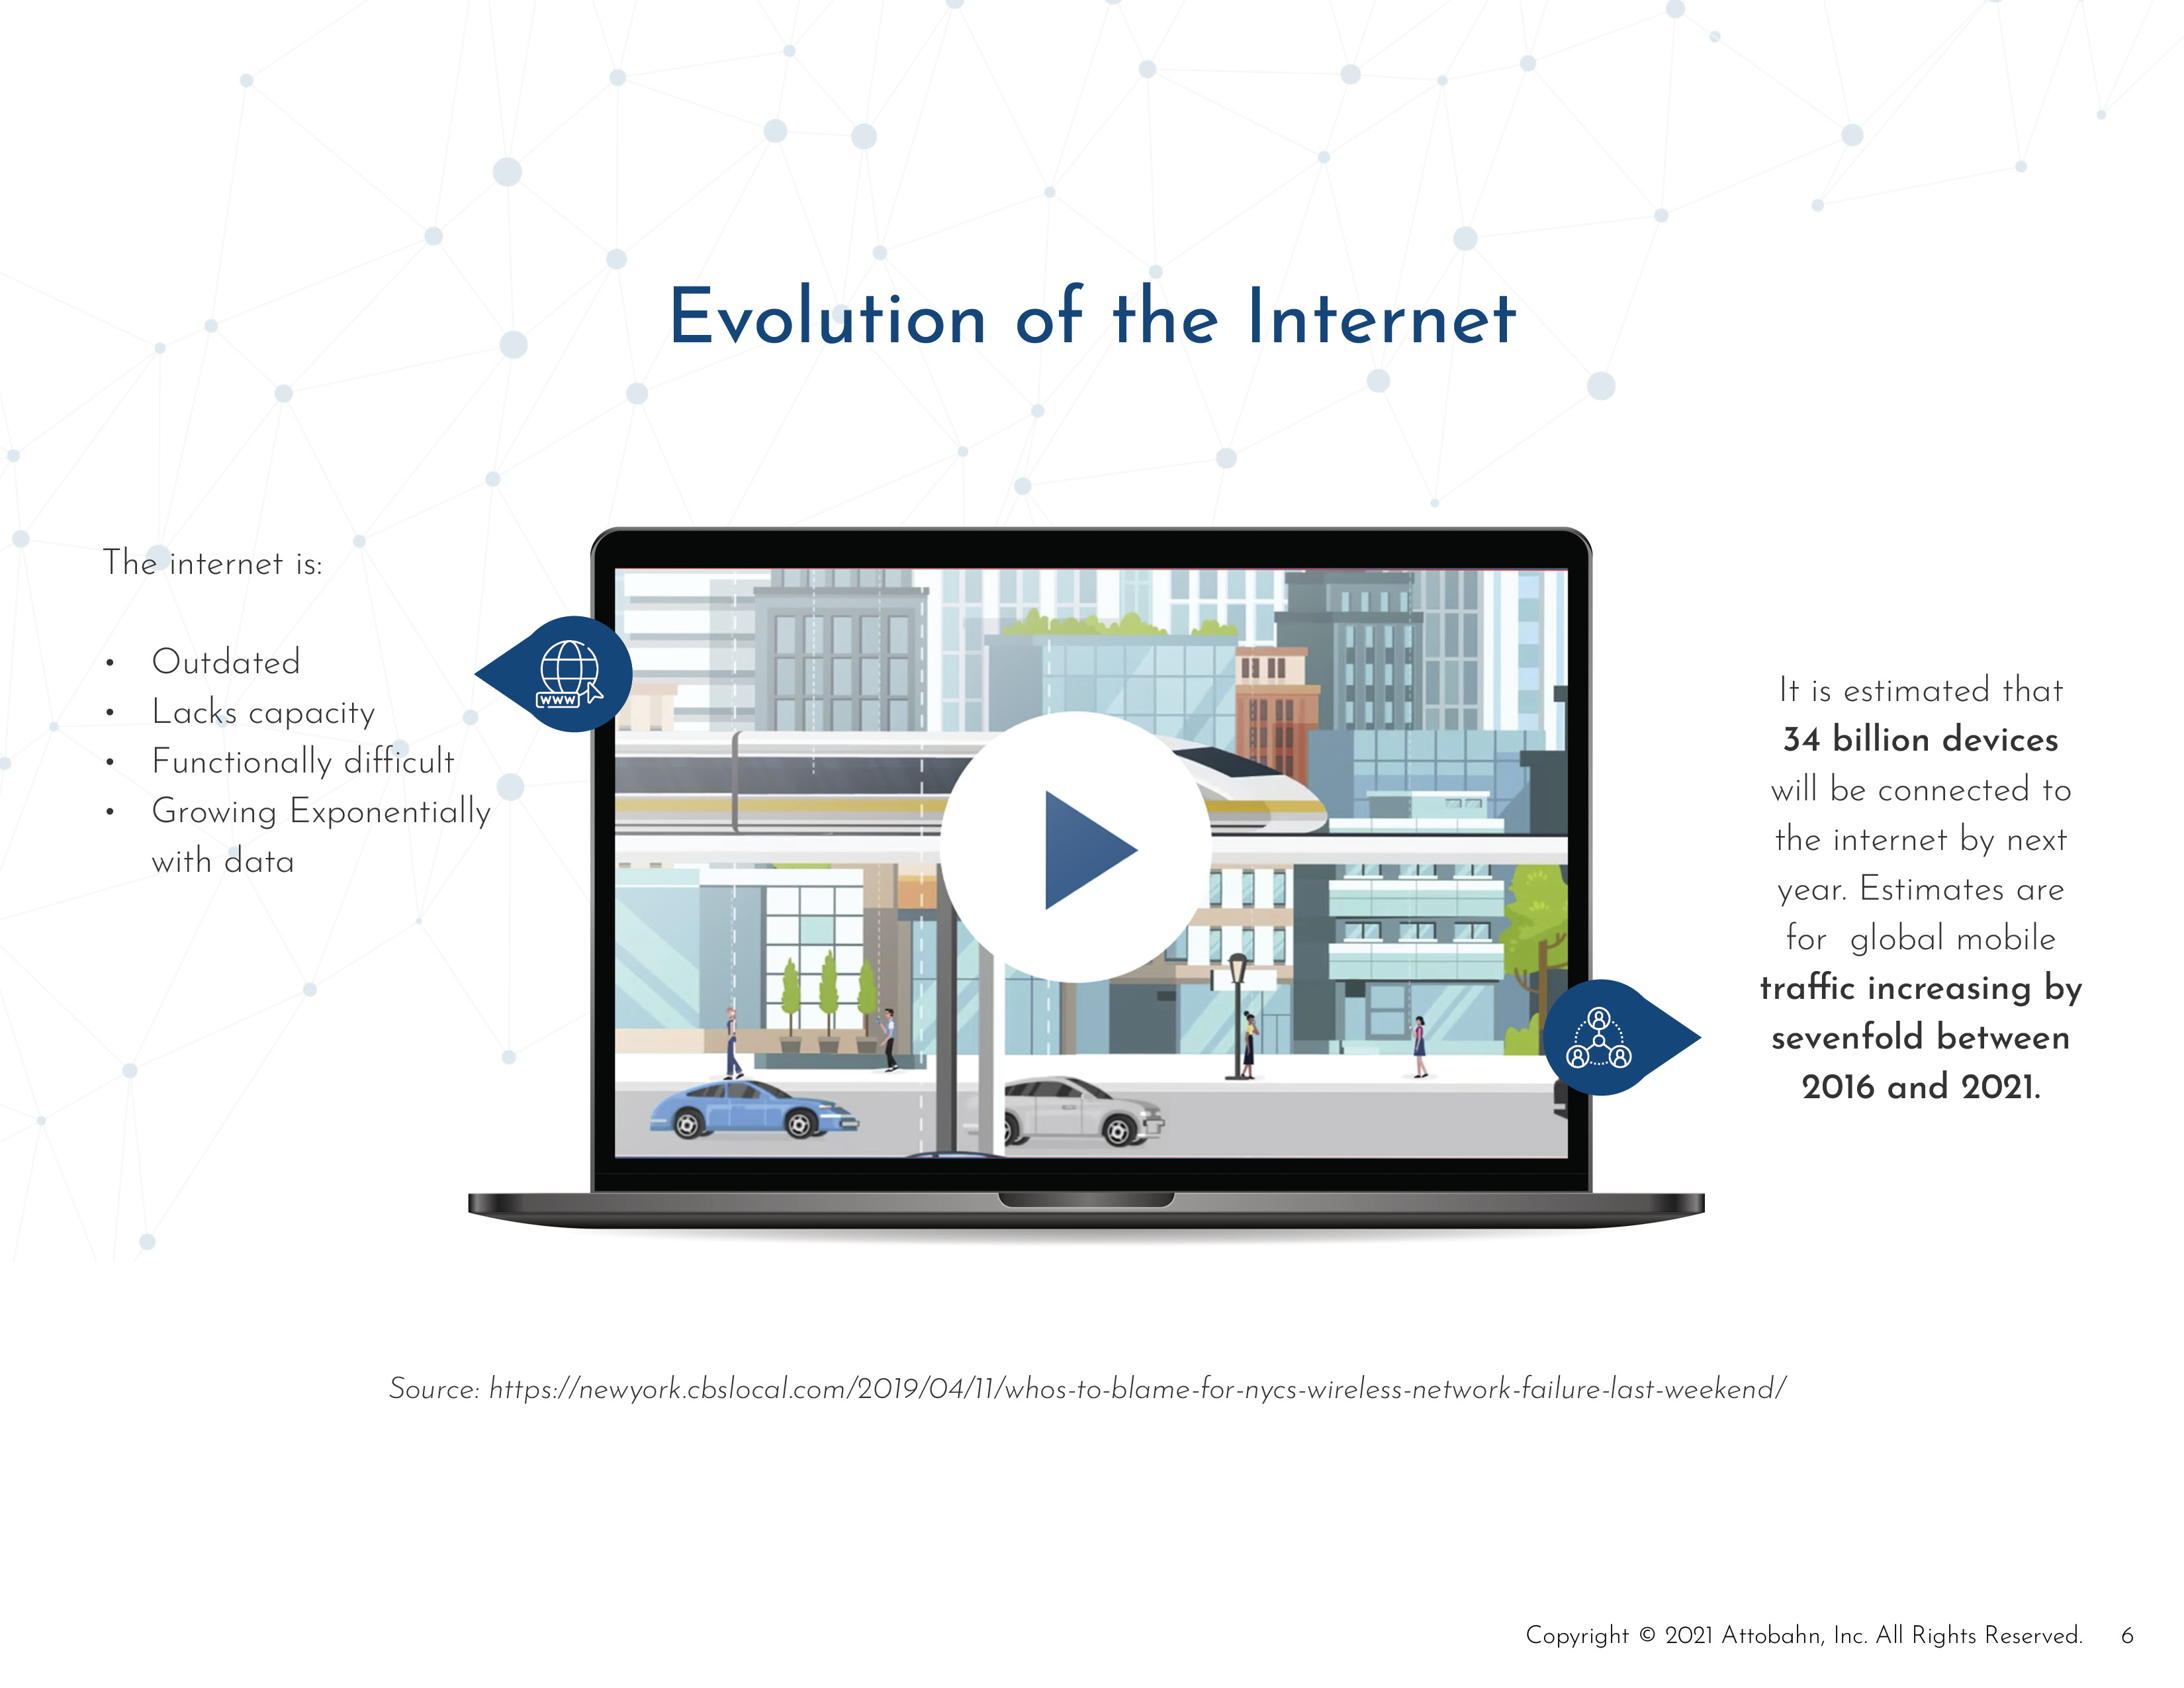 Evolution of the Internet
The internet is:
• Outdated
• Lacks capacity
• Functionally difficult
• Growing Exponentially
with data
WWW
It is estimated that
34 billion devices
will be connected to
the internet by next
year. Estimates are
for global mobile
traffic increasing by
sevenfold between
2016 and 2021.
Source: https://newyork.cbslocal.com/2019/04/11/whos-to-blame-for-nycs-wireless-network-failure-last-weekend/
Copyright © 2021 Attobahn, Inc. All Rights Reserved. 6